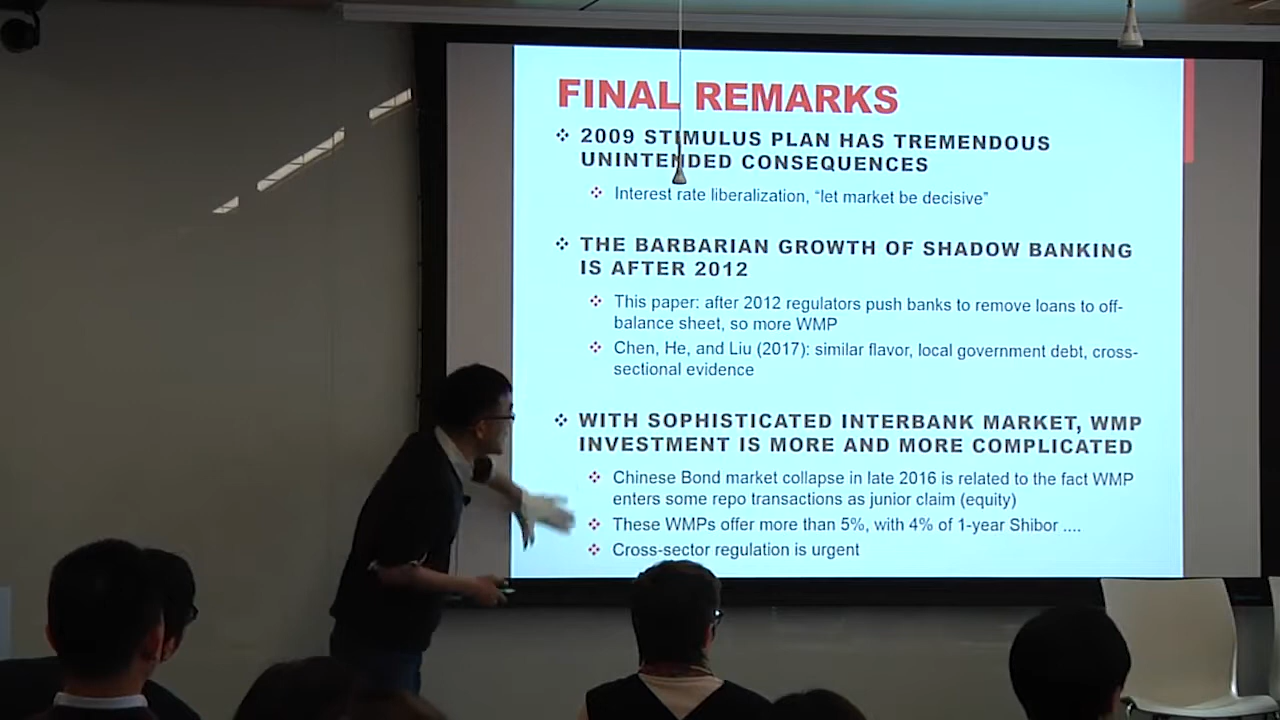 FINAL REMARKS
2009 STIMULUS PLAN HAS TREMENDOUS
UNINTENDED CONSEQUENCES
Interest rate liberalization, “let market be decisive”
THE BARBARIAN GROWTH OF SHADOW BANKING
IS AFTER 2012
This paper: after 2012 regulators push banks to remove loans to off-
balance sheet, so more WMP
Chen, He, and Liu (2017): similar flavor, local government debt, cross-
sectional evidence
WITH SOPHISTICATED INTERBANK MARKET, WMP
INVESTMENT IS MORE AND MORE COMPLICATED
Chinese Bond market collapse in late 2016 is related to the fact WMP
enters some repo transactions as junior claim (equity)
These WMPs offer more than 5%, with 4% of 1-year Shibor ....
Cross-sector regulation is urgent